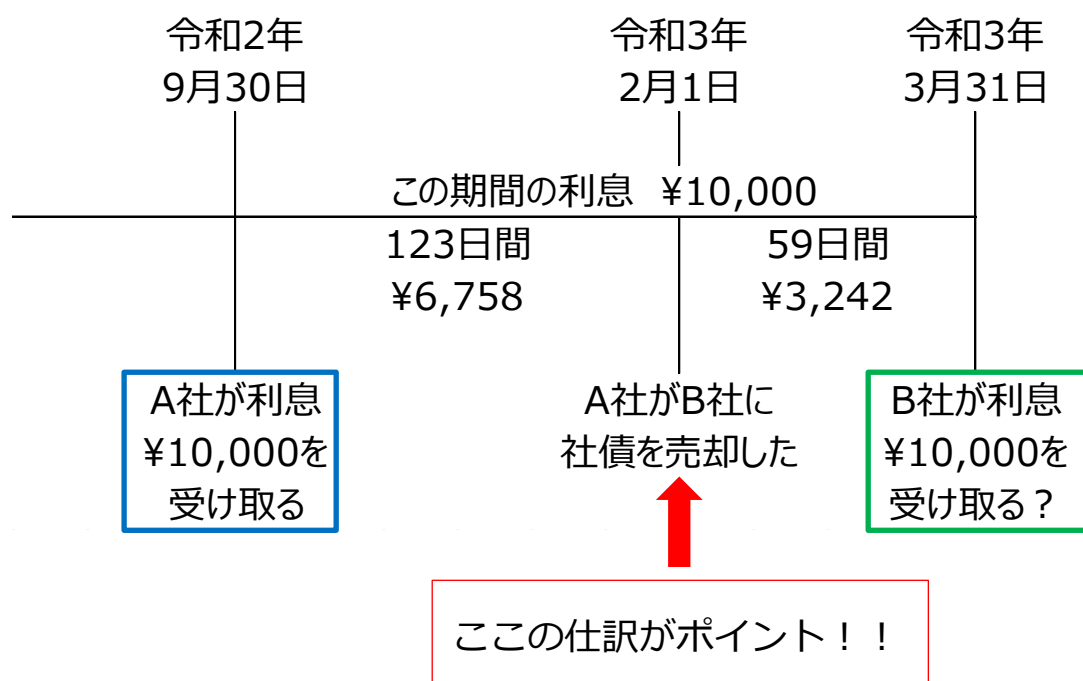 令和2年
9月30日
令和3年
2月1日
令和3年
3月31日
この期間の利息 ¥10,000
123日間
¥6,758
59日間
¥3,242
A社が利息
¥10,000を
受け取る
A社がB社に
社債を売却した
B社が利息
¥10,000を
受け取る？
ここの仕訳がポイント！！